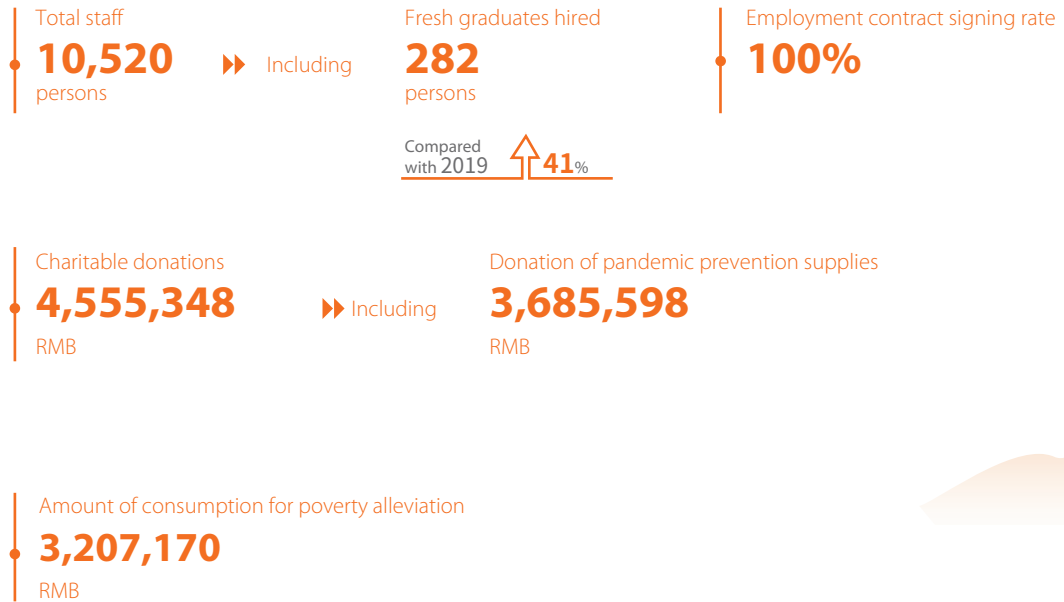 Total staff
10,520
persons
Including
Fresh graduates hired
282
persons
Compared
with 2019
41%
Employment contract signing rate
100%
Charitable donations
4,555,348
RMB
Including
Donation of pandemic prevention supplies
3,685,598
RMB
Amount of consumption for poverty alleviation
3,207,170
RMB